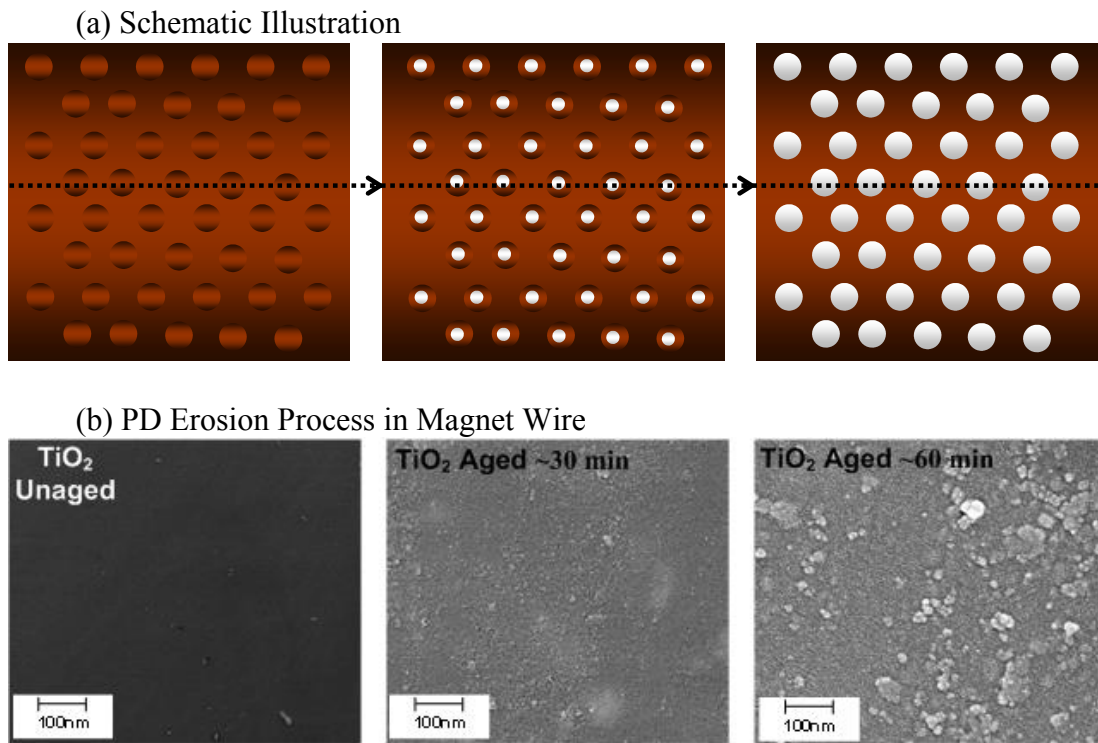 (a) Schematic Illustration
(b) PD Erosion Process in Magnet Wire
TiO₂
Unaged
100nm
TiO₂ Aged ~30 min
100nm
TiO₂ Aged ~60 min
100nm